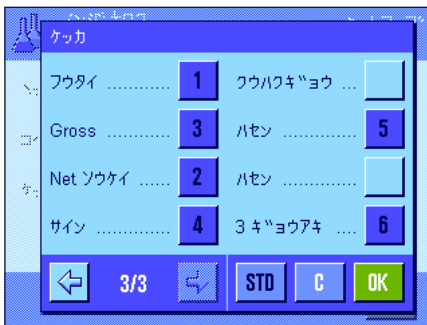 ケッカ
フウタイ ........... 1
クウハクギョウ ...
Gross ........... 3
ハセン ............. 5
Net ソウケイ ...... 2
ハセン .............
サイン ............. 4
3 ギョウアキ .... 6
3/3 STD C OK